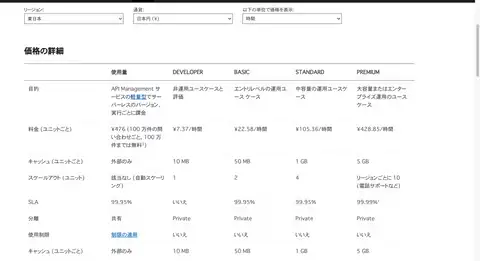 リージョン: 通貨: 以下の単位で価格を表示:
東日本 日本円 (¥) 時間
価格の詳細
使用量 DEVELOPER BASIC STANDARD PREMIUM
目的 API Management サ 非運用ユースケースと エントリレベルの運用ユ 中容量の運用ユースケ 大容量またはエンター
ービスの軽量型でサ 評価 ース ケース ース プライズ運用のユース
ーバーレスのバージョン、 ケース
実行ごとに課金
料金 (ユニットごと) ¥476 (100 万件の問 ¥7.37/時間 ¥22.58/時間 ¥105.36/時間 ¥428.83/時間
い合わせごと、100 万
件までは無料¹)
キャッシュ (ユニットごと) 外部のみ 10 MB 50 MB 1 GB 5 GB
スケールアウト (ユニット) 該当なし (自動スケーリ 1 2 4 リージョンごとに 10
ング) (電話サポートなど)
SLA 99.95% いいえ 99.95% 99.95% 99.99%
分離 共有 Private Private Private Private
使用制限 制限の適用 いいえ いいえ いいえ いいえ
キャッシュ (ユニットごと) 外部のみ 10 MB 50 MB 1 GB 5 GB